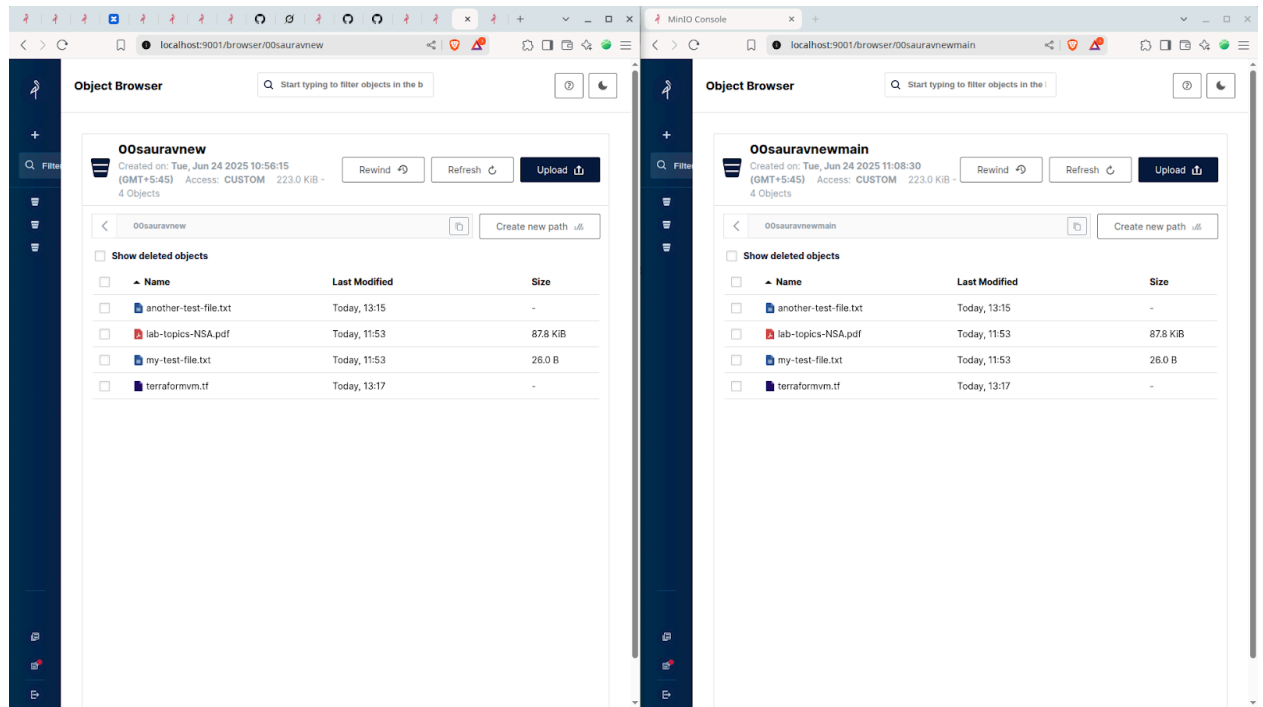 MinIO Console
localhost:9001/browser/00sauravnew
localhost:9001/browser/00sauravnewmain
Object Browser
Start typing to filter objects in the b
Filte
00sauravnew
Created on: Tue, Jun 24 2025 10:56:15
(GMT+5:45) Access: CUSTOM 223.0 KiB -
4 Objects
Rewind
Refresh
Upload
00sauravnew
Create new path
Show deleted objects
Name Last Modified Size
another-test-file.txt Today, 13:15 -
lab-topics-NSA.pdf Today, 11:53 87.8 KiB
my-test-file.txt Today, 11:53 26.0 B
terraformvm.tf Today, 13:17 -
Object Browser
Start typing to filter objects in the
Filte
00sauravnewmain
Created on: Tue, Jun 24 2025 11:08:30
(GMT+5:45) Access: CUSTOM 223.0 KiB -
4 Objects
Rewind
Refresh
Upload
00sauravnewmain
Create new path
Show deleted objects
Name Last Modified Size
another-test-file.txt Today, 13:15 -
lab-topics-NSA.pdf Today, 11:53 87.8 KiB
my-test-file.txt Today, 11:53 26.0 B
terraformvm.tf Today, 13:17 -